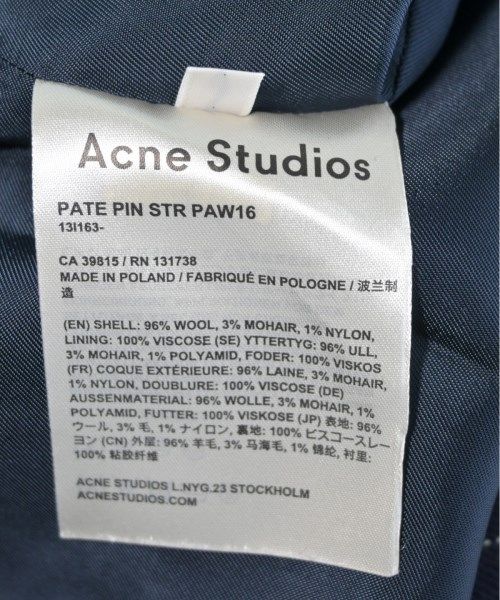 Acne Studios
PATE PIN STR PAW16
13I163-
CA 39815 / RN 131738
MADE IN POLAND / FABRIQUÉ EN POLOGNE / 波兰制
造
(EN) SHELL: 96% WOOL, 3% MOHAIR, 1% NYLON,
LINING: 100% VISCOSE (SE) YTTERTYG: 96% ULL,
3% MOHAIR, 1% POLYAMID, FODER: 100% VISKOS
(FR) COQUE EXTÉRIEURE: 96% LAINE, 3% MOHAIR,
1% NYLON, DOUBLURE: 100% VISCOSE (DE)
AUSSENMATERIAL: 96% WOLLE, 3% MOHAIR, 1%
POLYAMID, FUTTER: 100% VISKOSE (JP) 表地: 96%
ウール, 3% 毛, 1% ナイロン, 裏地: 100% ビスコースレー
ヨン (CN) 外层: 96% 羊毛, 3% 马海毛, 1% 锦纶, 衬里:
100% 粘胶纤维
ACNE STUDIOS L.NYG.23 STOCKHOLM
ACNESTUDIOS.COM